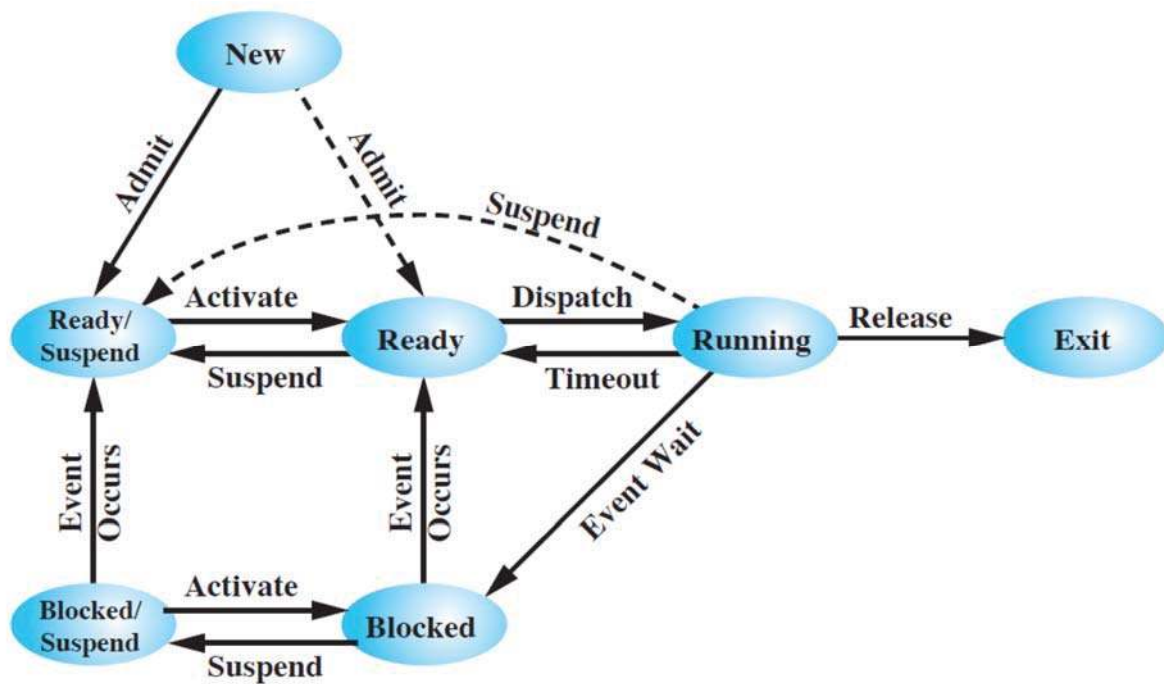 New
Admit
Admit
Suspend
Ready/
Suspend
Activate
Suspend
Ready
Dispatch
Timeout
Running
Release
Exit
Event
Occurs
Event
Occurs
Event Wait
Blocked/
Suspend
Activate
Suspend
Blocked